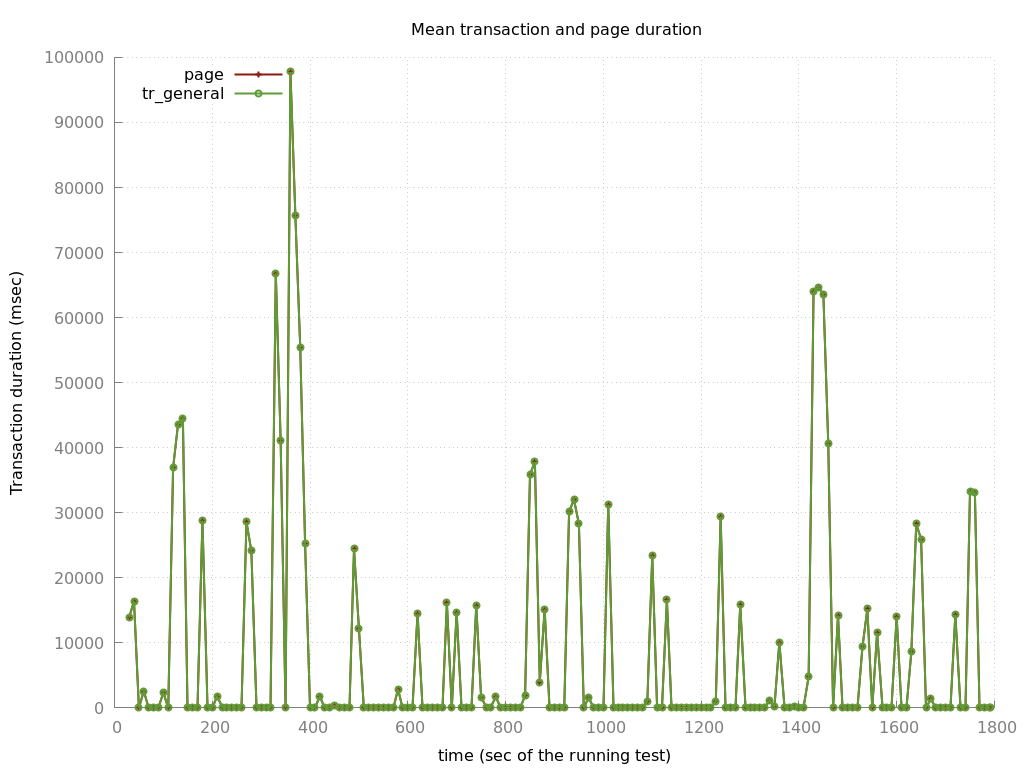 Mean transaction and page duration
page
tr_general
Transaction duration (msec)
100000
90000
80000
70000
60000
50000
40000
30000
20000
10000
0
0 200 400 600 800 1000 1200 1400 1600 1800
time (sec of the running test)